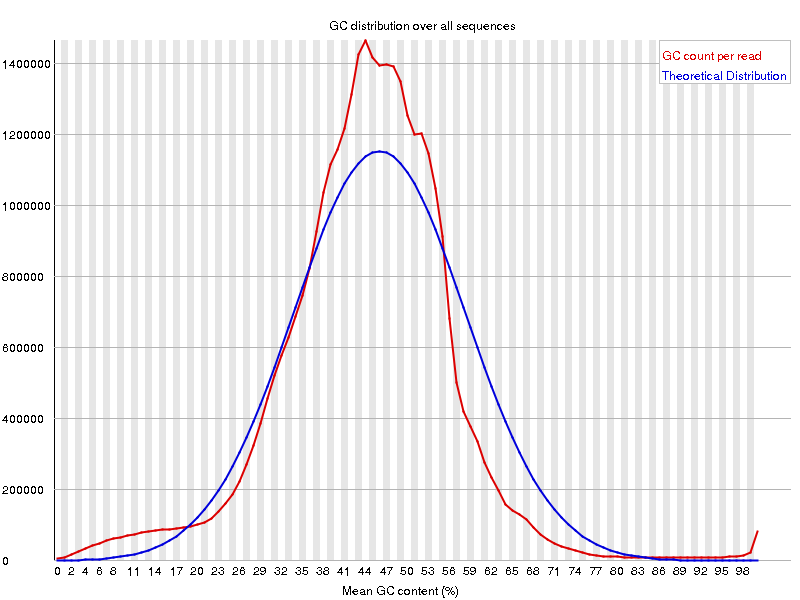 GC distribution over all sequences
GC count per read
Theoretical Distribution
1400000
1200000
1000000
800000
600000
400000
200000
0
0 2 4 6 8 11 14 17 20 23 26 29 32 35 38 41 44 47 50 53 56 59 62 65 68 71 74 77 80 83 86 89 92 95 98
Mean GC content (%)